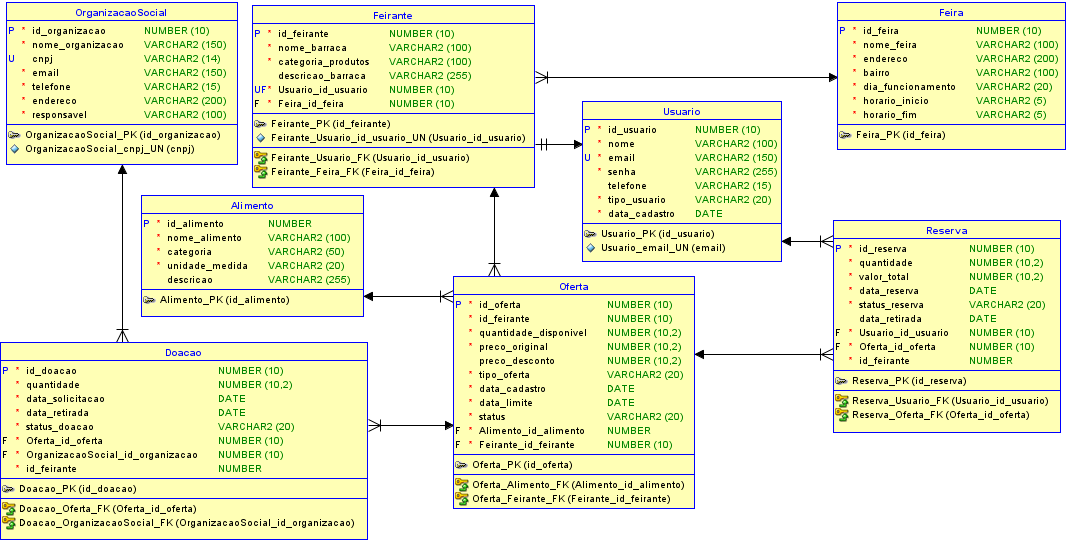 OrganizacaoSocial
P * id_organizacao NUMBER (10)
* nome_organizacao VARCHAR2 (150)
U cnpj VARCHAR2 (14)
* email VARCHAR2 (150)
* telefone VARCHAR2 (15)
* endereco VARCHAR2 (200)
* responsavel VARCHAR2 (100)
OrganizacaoSocial_PK (id_organizacao)
OrganizacaoSocial_cnpj_UN (cnpj)
Feirante
P * id_feirante NUMBER (10)
* nome_barraca VARCHAR2 (100)
* categoria_produtos VARCHAR2 (100)
descricao_barraca VARCHAR2 (255)
UF* Usuario_id_usuario NUMBER (10)
F * Feira_id_feira NUMBER (10)
Feirante_PK (id_feirante)
Feirante_Usuario_id_usuario_UN (Usuario_id_usuario)
Feirante_Usuario_FK (Usuario_id_usuario)
Feirante_Feira_FK (Feira_id_feira)
Feira
P * id_feira NUMBER (10)
* nome_feira VARCHAR2 (100)
* endereco VARCHAR2 (200)
* bairro VARCHAR2 (100)
* dia_funcionamento VARCHAR2 (20)
* horario_inicio VARCHAR2 (5)
* horario_fim VARCHAR2 (5)
Feira_PK (id_feira)
Usuario
P * id_usuario NUMBER (10)
* nome VARCHAR2 (100)
U * email VARCHAR2 (150)
* senha VARCHAR2 (255)
telefone VARCHAR2 (15)
* tipo_usuario VARCHAR2 (20)
* data_cadastro DATE
Usuario_PK (id_usuario)
Usuario_email_UN (email)
Alimento
P * id_alimento NUMBER
* nome_alimento VARCHAR2 (100)
* categoria VARCHAR2 (50)
* unidade_medida VARCHAR2 (20)
descricao VARCHAR2 (255)
Alimento_PK (id_alimento)
Reserva
P * id_reserva NUMBER (10)
* quantidade NUMBER (10,2)
* valor_total NUMBER (10,2)
* data_reserva DATE
* status_reserva VARCHAR2 (20)
data_retirada DATE
F * Usuario_id_usuario NUMBER (10)
F * Oferta_id_oferta NUMBER (10)
* id_feirante NUMBER
Reserva_PK (id_reserva)
Reserva_Usuario_FK (Usuario_id_usuario)
Reserva_Oferta_FK (Oferta_id_oferta)
Oferta
P * id_oferta NUMBER (10)
* id_feirante NUMBER (10)
* quantidade_disponivel NUMBER (10,2)
* preco_original NUMBER (10,2)
preco_desconto NUMBER (10,2)
* tipo_oferta VARCHAR2 (20)
* data_cadastro DATE
* data_limite DATE
* status VARCHAR2 (20)
F * Alimento_id_alimento NUMBER
F * Feirante_id_feirante NUMBER (10)
Oferta_PK (id_oferta)
Oferta_Alimento_FK (Alimento_id_alimento)
Oferta_Feirante_FK (Feirante_id_feirante)
Doacao
P * id_doacao NUMBER (10)
* quantidade NUMBER (10,2)
* data_solicitacao DATE
* data_retirada DATE
* status_doacao VARCHAR2 (20)
F * Oferta_id_oferta NUMBER (10)
F * OrganizacaoSocial_id_organizacao NUMBER (10)
* id_feirante NUMBER
Doacao_PK (id_doacao)
Doacao_Oferta_FK (Oferta_id_oferta)
Doacao_OrganizacaoSocial_FK (OrganizacaoSocial_id_organizacao)